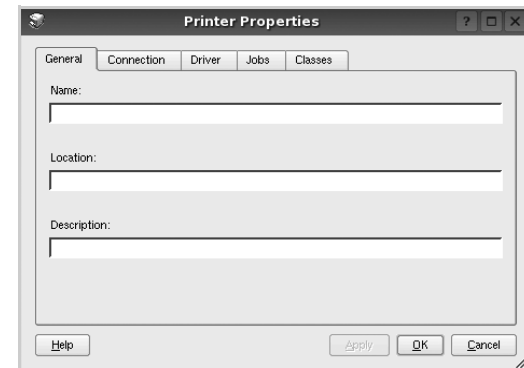 Printer Properties
?
General Connection Driver Jobs Classes
Name:
Location:
Description:
Help Apply OK Cancel